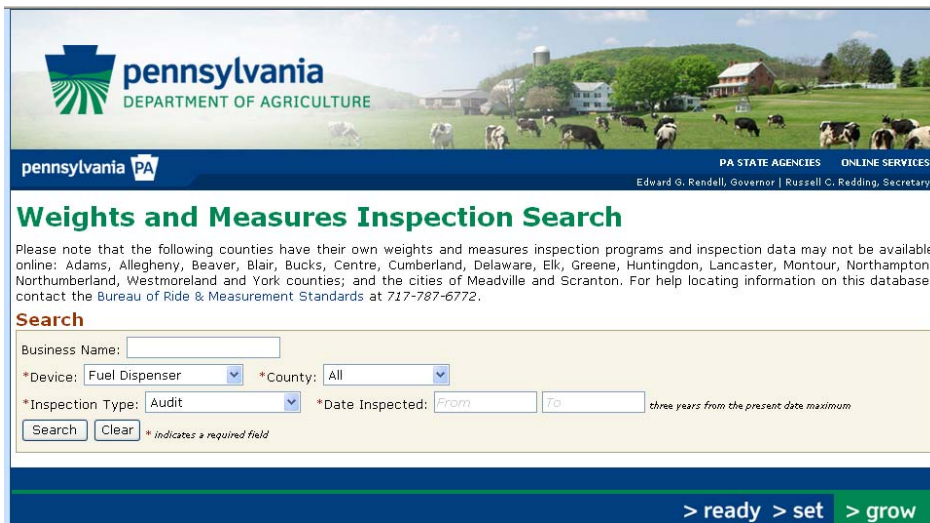 pennsylvania
DEPARTMENT OF AGRICULTURE
pennsylvania PA
PA STATE AGENCIES ONLINE SERVICES
Edward G. Rendell, Governor | Russell C. Redding, Secretary
Weights and Measures Inspection Search
Please note that the following counties have their own weights and measures inspection programs and inspection data may not be available
online: Adams, Allegheny, Beaver, Blair, Bucks, Centre, Cumberland, Delaware, Elk, Greene, Huntingdon, Lancaster, Montour, Northampton
Northumberland, Westmoreland and York counties; and the cities of Meadville and Scranton. For help locating information on this database
contact the Bureau of Ride & Measurement Standards at 717-787-6772.
Search
Business Name:
*Device: Fuel Dispenser *County: All
*Inspection Type: Audit *Date Inspected: From To three years from the present date maximum
Search Clear * indicates a required field
> ready > set > grow